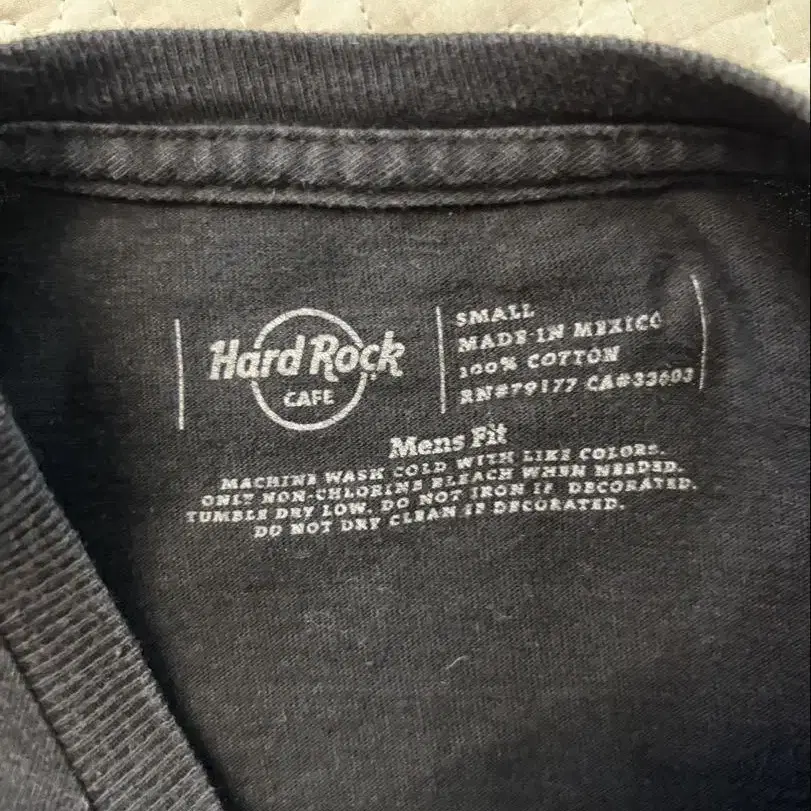 Hard Rock
CAFE
SMALL
MADE IN MEXICO
100% COTTON
RN#79177 CA#33603
Mens Fit
MACHINE WASH COLD WITH LIKE COLORS.
ONLY NON-CHLORINE BLEACH WHEN NEEDED.
TUMBLE DRY LOW. DO NOT IRON IF DECORATED.
DO NOT DRY CLEAN IF DECORATED.